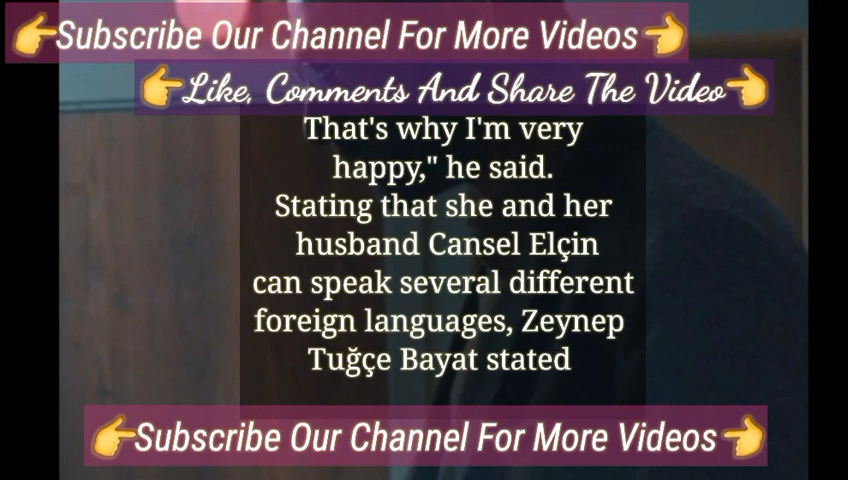 👉Subscribe Our Channel For More Videos👈
👉Like, Comments And Share The Video👈
That's why I'm very
happy," he said.
Stating that she and her
husband Cansel Elçin
can speak several different
foreign languages, Zeynep
Tuğçe Bayat stated
👉Subscribe Our Channel For More Videos👈